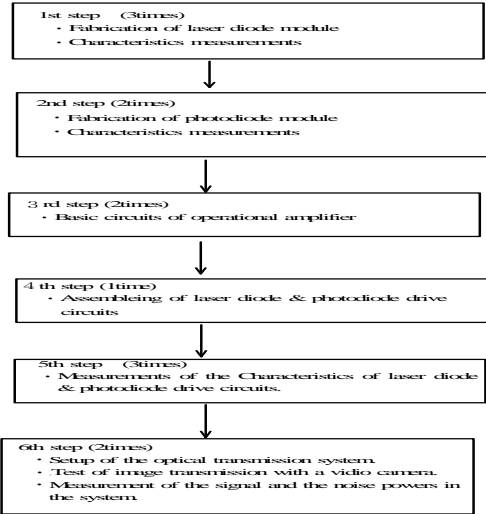 1st step (3times)
・Fabrication of laser diode module
・Characteristics measurements
2nd step (2times)
・Fabrication of photodiode module
・Characteristics measurements
3 rd step (2times)
・Basic circuits of operational amplifier
4 th step (1time)
・Assembleing of laser diode & photodiode drive
circuits
5th step (3times)
・Measurements of the Characteristics of laser diode
& photodiode drive circuits.
6th step (2times)
・Setup of the optical transmission system.
・Test of image transmission with a vidio camera.
・Measurement of the signal and the noise powers in
the system.